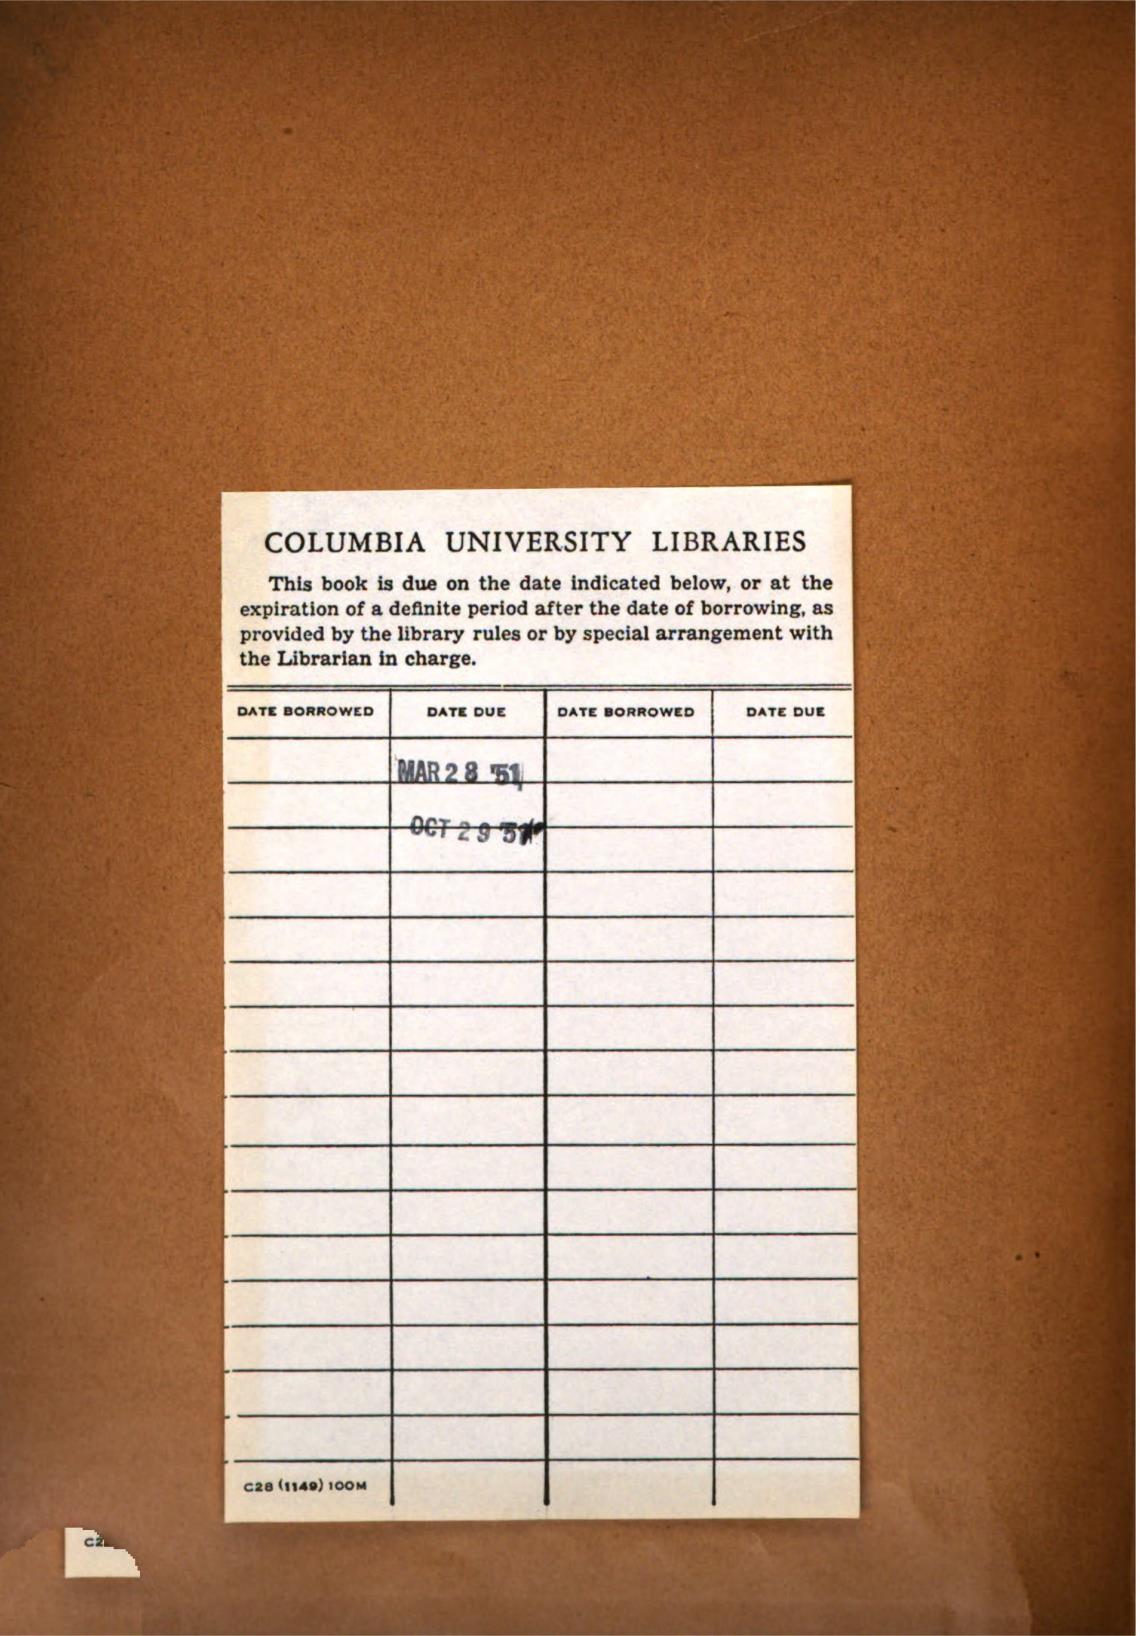 COLUMBIA UNIVERSITY LIBRARIES
This book is due on the date indicated below, or at the
expiration of a definite period after the date of borrowing, as
provided by the library rules or by special arrangement with
the Librarian in charge.
DATE BORROWED DATE DUE DATE BORROWED DATE DUE
MAR 28 '51
OCT 29
C28 (1149) 100M